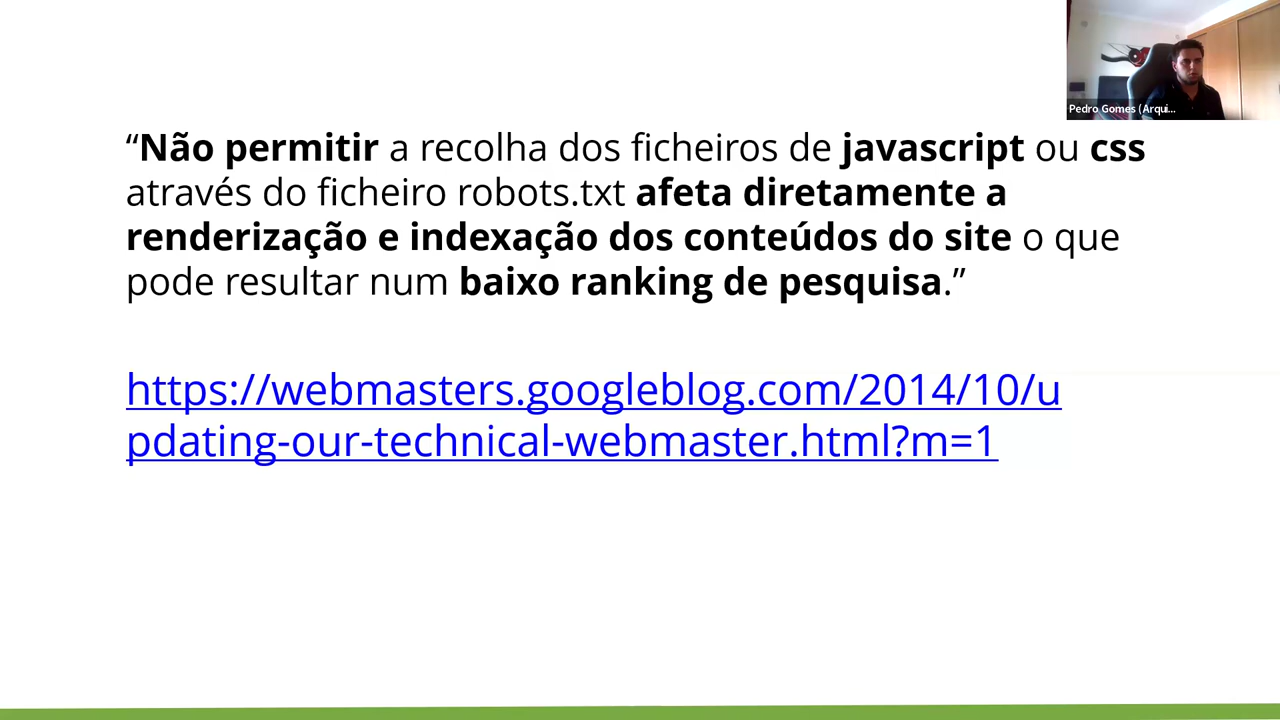 Pedro Gomes (Arqui...
“Não permitir a recolha dos ficheiros de javascript ou css
através do ficheiro robots.txt afeta diretamente a
renderização e indexação dos conteúdos do site o que
pode resultar num baixo ranking de pesquisa.”
https://webmasters.googleblog.com/2014/10/u
pdating-our-technical-webmaster.html?m=1